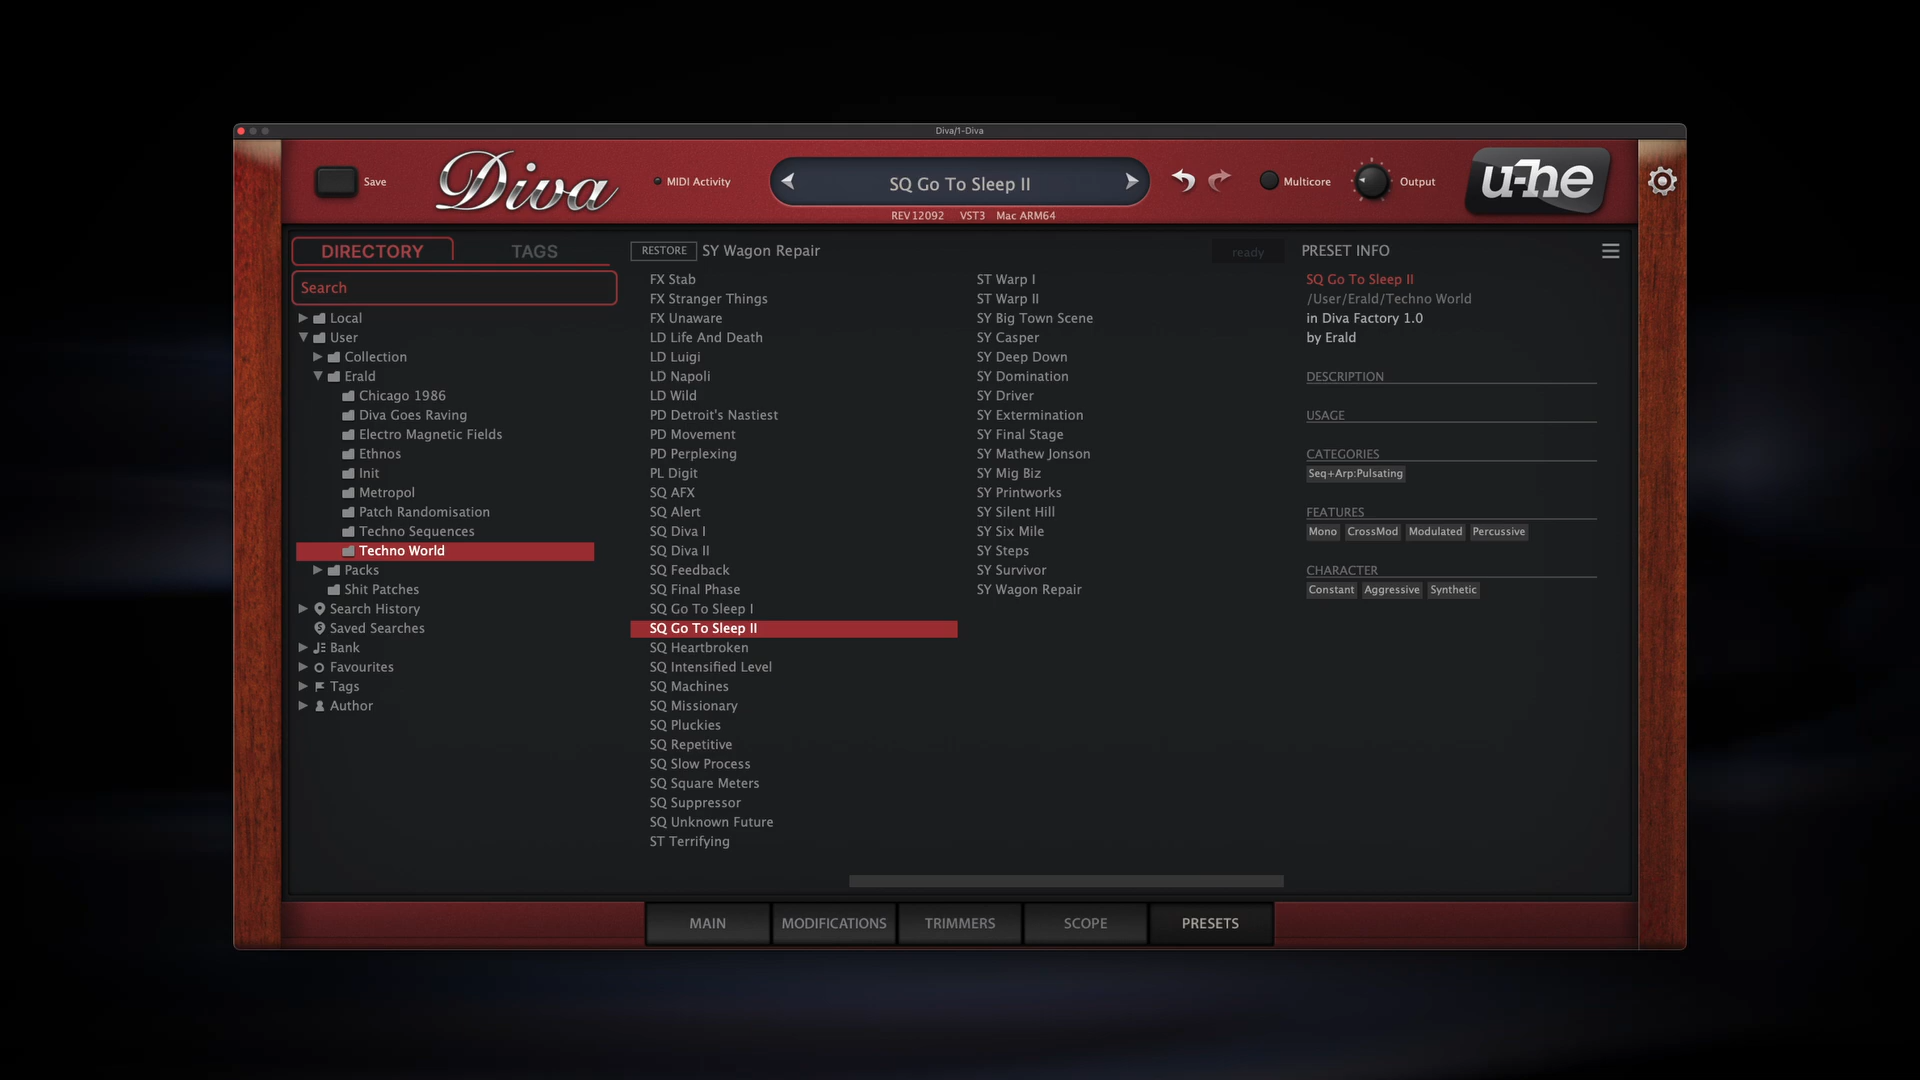 Diva/1-Diva
Save
Diva
MIDI Activity
SQ Go To Sleep II
Multicore
Output
u-he
REV 12092 VST3 Mac ARM64
DIRECTORY
TAGS
RESTORE
SY Wagon Repair
ready
PRESET INFO
Search
Local
User
Collection
Erald
Chicago 1986
Diva Goes Raving
Electro Magnetic Fields
Ethnos
Init
Metropol
Patch Randomisation
Techno Sequences
Techno World
Packs
Shit Patches
Search History
Saved Searches
Bank
Favourites
Tags
Author
FX Stab
FX Stranger Things
FX Unaware
LD Life And Death
LD Luigi
LD Napoli
LD Wild
PD Detroit's Nastiest
PD Movement
PD Perplexing
PL Digit
SQ AFX
SQ Alert
SQ Diva I
SQ Diva II
SQ Feedback
SQ Final Phase
SQ Go To Sleep I
SQ Go To Sleep II
SQ Heartbroken
SQ Intensified Level
SQ Machines
SQ Missionary
SQ Pluckies
SQ Repetitive
SQ Slow Process
SQ Square Meters
SQ Suppressor
SQ Unknown Future
ST Terrifying
ST Warp I
ST Warp II
SY Big Town Scene
SY Casper
SY Deep Down
SY Domination
SY Driver
SY Extermination
SY Final Stage
SY Mathew Jonson
SY Mig Biz
SY Printworks
SY Silent Hill
SY Six Mile
SY Steps
SY Survivor
SY Wagon Repair
SQ Go To Sleep II
/User/Erald/Techno World
in Diva Factory 1.0
by Erald
DESCRIPTION
USAGE
CATEGORIES
Seq+Arp:Pulsating
FEATURES
Mono CrossMod Modulated Percussive
CHARACTER
Constant Aggressive Synthetic
MAIN
MODIFICATIONS
TRIMMERS
SCOPE
PRESETS